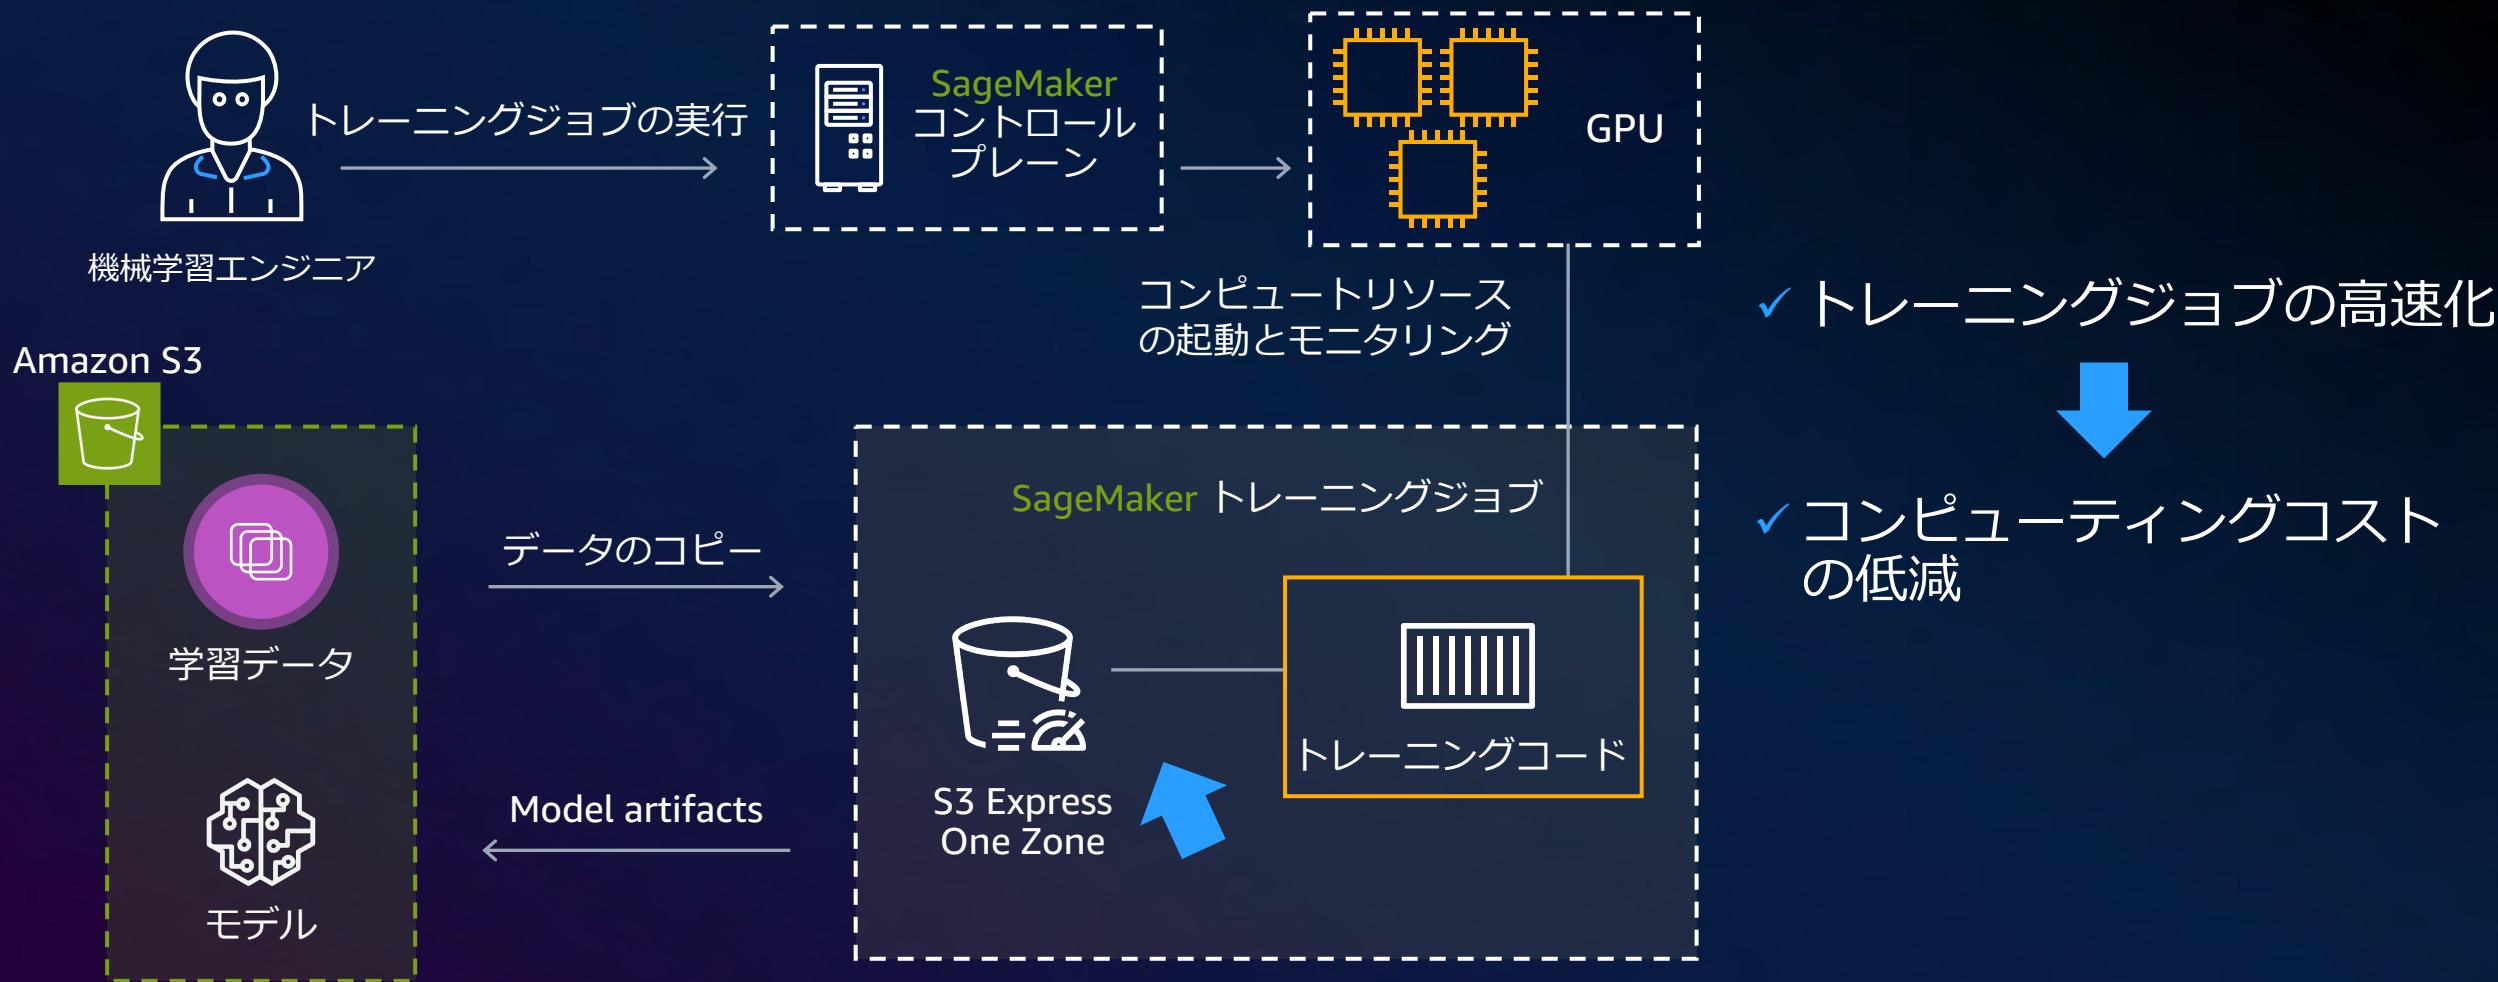 トレーニングジョブの実行
SageMaker
コントロール
プレーン
GPU
機械学習エンジニア
コンピュートリソース
の起動とモニタリング
✓ トレーニングジョブの高速化
✓ コンピューティングコスト
の低減
Amazon S3
学習データ
モデル
データのコピー
Model artifacts
SageMaker トレーニングジョブ
S3 Express
One Zone
トレーニングコード